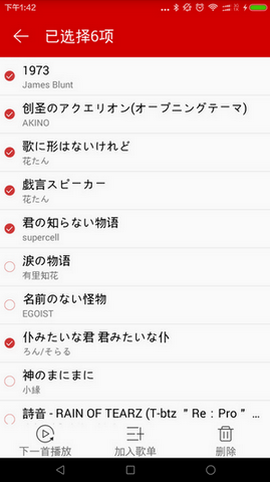 下午1:42
已选择6项
1973
James Blunt
创圣のアクエリオン(オープニングテーマ)
AKINO
歌に形はないけれど
花たん
戯言スピーカー
花たん
君の知らない物语
supercell
涙の物语
有里知花
名前のない怪物
EGOIST
仆みたいな君 君みたいな仆
ろん/そらる
神のまにまに
小緣
詩音 - RAIN OF TEARZ (T-btz ＂Re：Pro＂ ...
下一首播放
加入歌单
删除